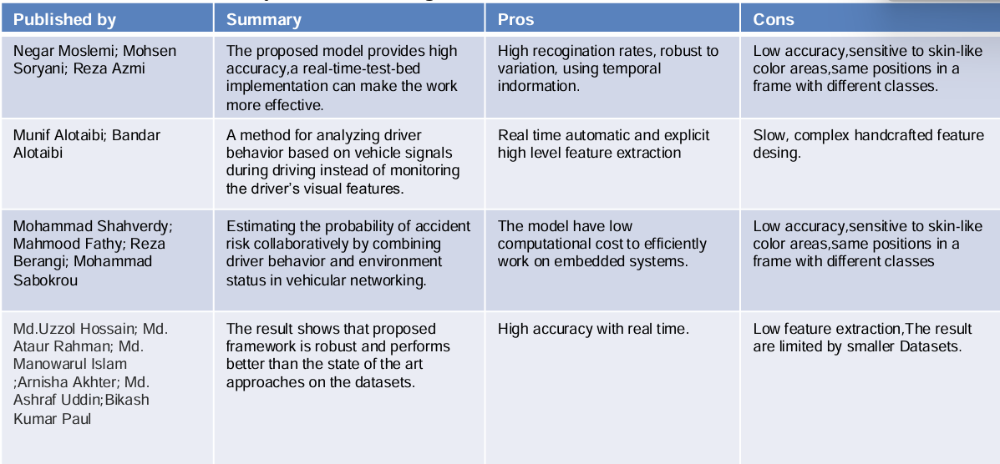 Published by
Summary
Pros
Cons
Negar Moslemi; Mohsen
Soryani; Reza Azmi
The proposed model provides high
accuracy,a real-time-test-bed
implementation can make the work
more effective.
High recogination rates, robust to
variation, using temporal
indormation.
Low accuracy,sensitive to skin-like
color areas,same positions in a
frame with different classes.
Munif Alotaibi; Bandar
Alotaibi
A method for analyzing driver
behavior based on vehicle signals
during driving instead of monitoring
the driver’s visual features.
Real time automatic and explicit
high level feature extraction
Slow, complex handcrafted feature
desing.
Mohammad Shahverdy;
Mahmood Fathy; Reza
Berangi; Mohammad
Sabokrou
Estimating the probability of accident
risk collaboratively by combining
driver behavior and environment
status in vehicular networking.
The model have low
computational cost to efficiently
work on embedded systems.
Low accuracy,sensitive to skin-like
color areas,same positions in a
frame with different classes
Md.Uzzol Hossain; Md.
Ataur Rahman; Md.
Manowarul Islam
;Arnisha Akhter; Md.
Ashraf Uddin;Bikash
Kumar Paul
The result shows that proposed
framework is robust and performs
better than the state of the art
approaches on the datasets.
High accuracy with real time.
Low feature extraction,The result
are limited by smaller Datasets.